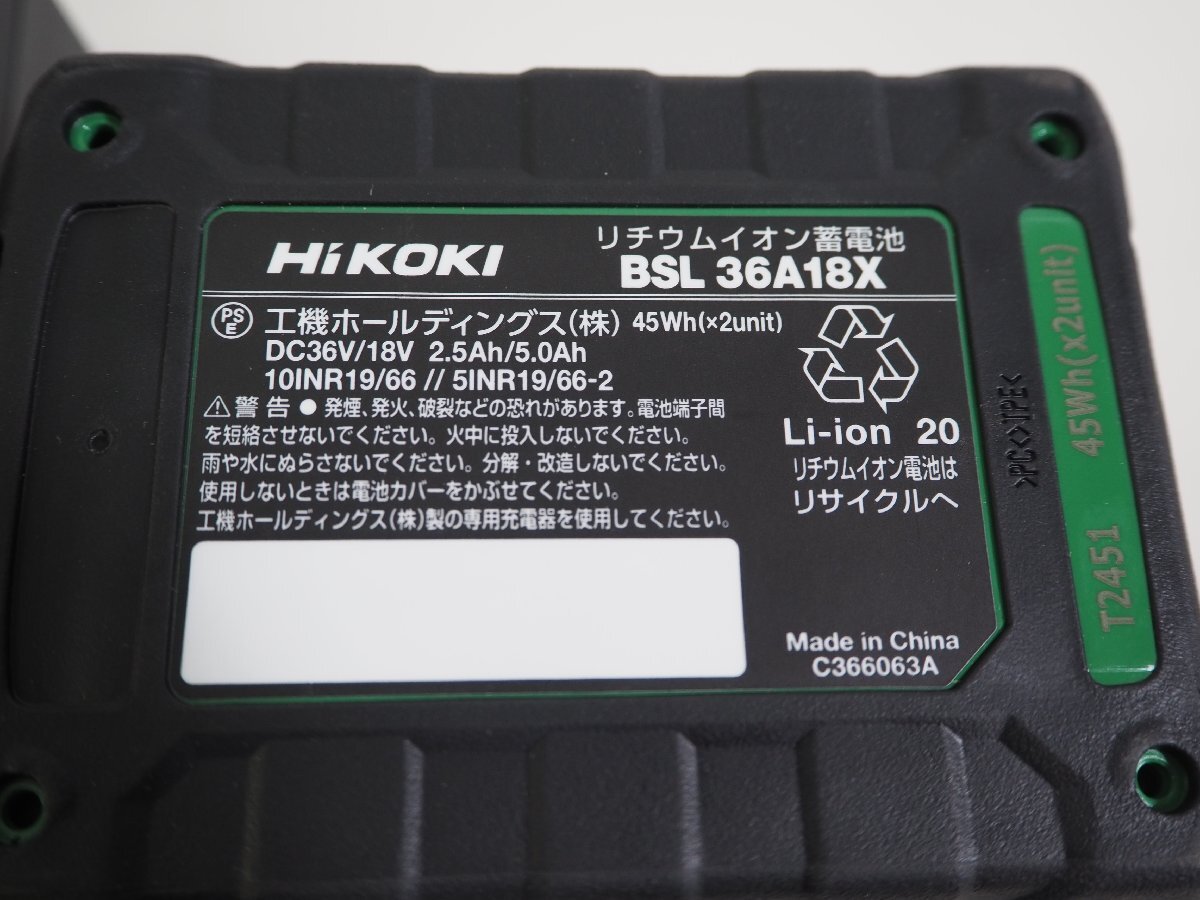 HiKOKI
リチウムイオン蓄電池
BSL 36A18X
PSE
工機ホールディングス(株) 45Wh(×2unit)
DC36V/18V 2.5Ah/5.0Ah
10INR19/66 // 5INR19/66-2
⚠警告 ● 発煙、発火、破裂などの恐れがあります。電池端子間
を短絡させないでください。火中に投入しないでください。
雨や水にぬらさないでください。分解・改造しないでください。
使用しないときは電池カバーをかぶせてください。
工機ホールディングス(株)製の専用充電器を使用してください。
Li-ion 20
リチウムイオン電池は
リサイクルへ
Made in China
C366063A
>PC<>TPE<
T2451 45Wh(x2unit)